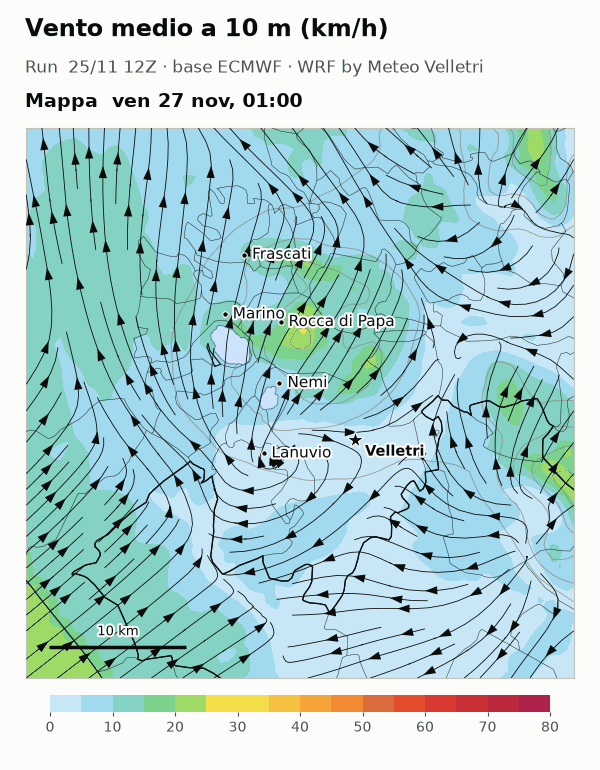 Vento medio a 10 m (km/h)
Run 25/11 12Z · base ECMWF · WRF by Meteo Velletri
Mappa ven 27 nov, 01:00
Frascati
Marino
Rocca di Papa
Nemi
Lanuvio
Velletri
10 km
0 10 20 30 40 50 60 70 80